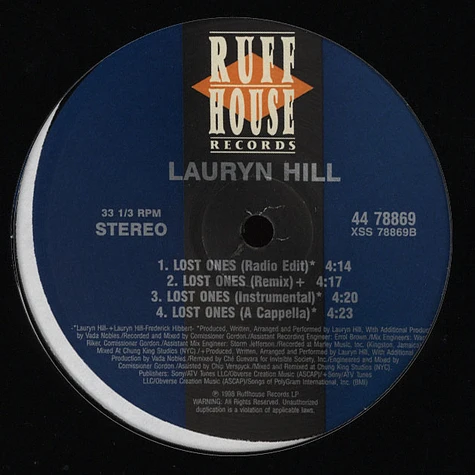 RUFF
HOUSE
RECORDS
LAURYN HILL
33 1/3 RPM
STEREO
44 78869
XSS 78869B
1. LOST ONES (Radio Edit)* 4:14
2. LOST ONES (Remix)+ 4:17
3. LOST ONES (Instrumental)* 4:20
4. LOST ONES (A Cappella)* 4:23
-*Lauryn Hill- +Lauryn Hill-Frederick Hibbert- *Produced, Written, Arranged and Performed by Lauryn Hill, With Additional Produced
by Vada Nobles./Recorded and Mixed by Commissioner Gordon./Assistant Recording Engineer: Errol Brown./Mix Engineers: Warren
Riker, Commissioner Gordon./Assistant Mix Engineer: Storm Jefferson./Recorded at Marley Music, Inc. (Kingston, Jamaica)
Mixed At Chung King Studios (NYC)./+Produced, Written, Arranged and Performed by Lauryn Hill, With Additional
Production by Vada Nobles./Remixed by Ché Guevara for Invisible Society, Inc./Engineered and Mixed by
Comissioner Gordon./Assisted by Chip Verspyck./Mixed and Remixed at Chung King Studios (NYC)
Publishers: Sony/ATV Tunes LLC/Obverse Creation Music (ASCAP)/+Sony/ATV Tunes
LLC/Obverse Creation Music (ASCAP)/Songs of PolyGram International, Inc. (BMI)
℗ 1998 Ruffhouse Records LP
WARNING: All Rights Reserved. Unauthorized
duplication is a violation of applicable laws.